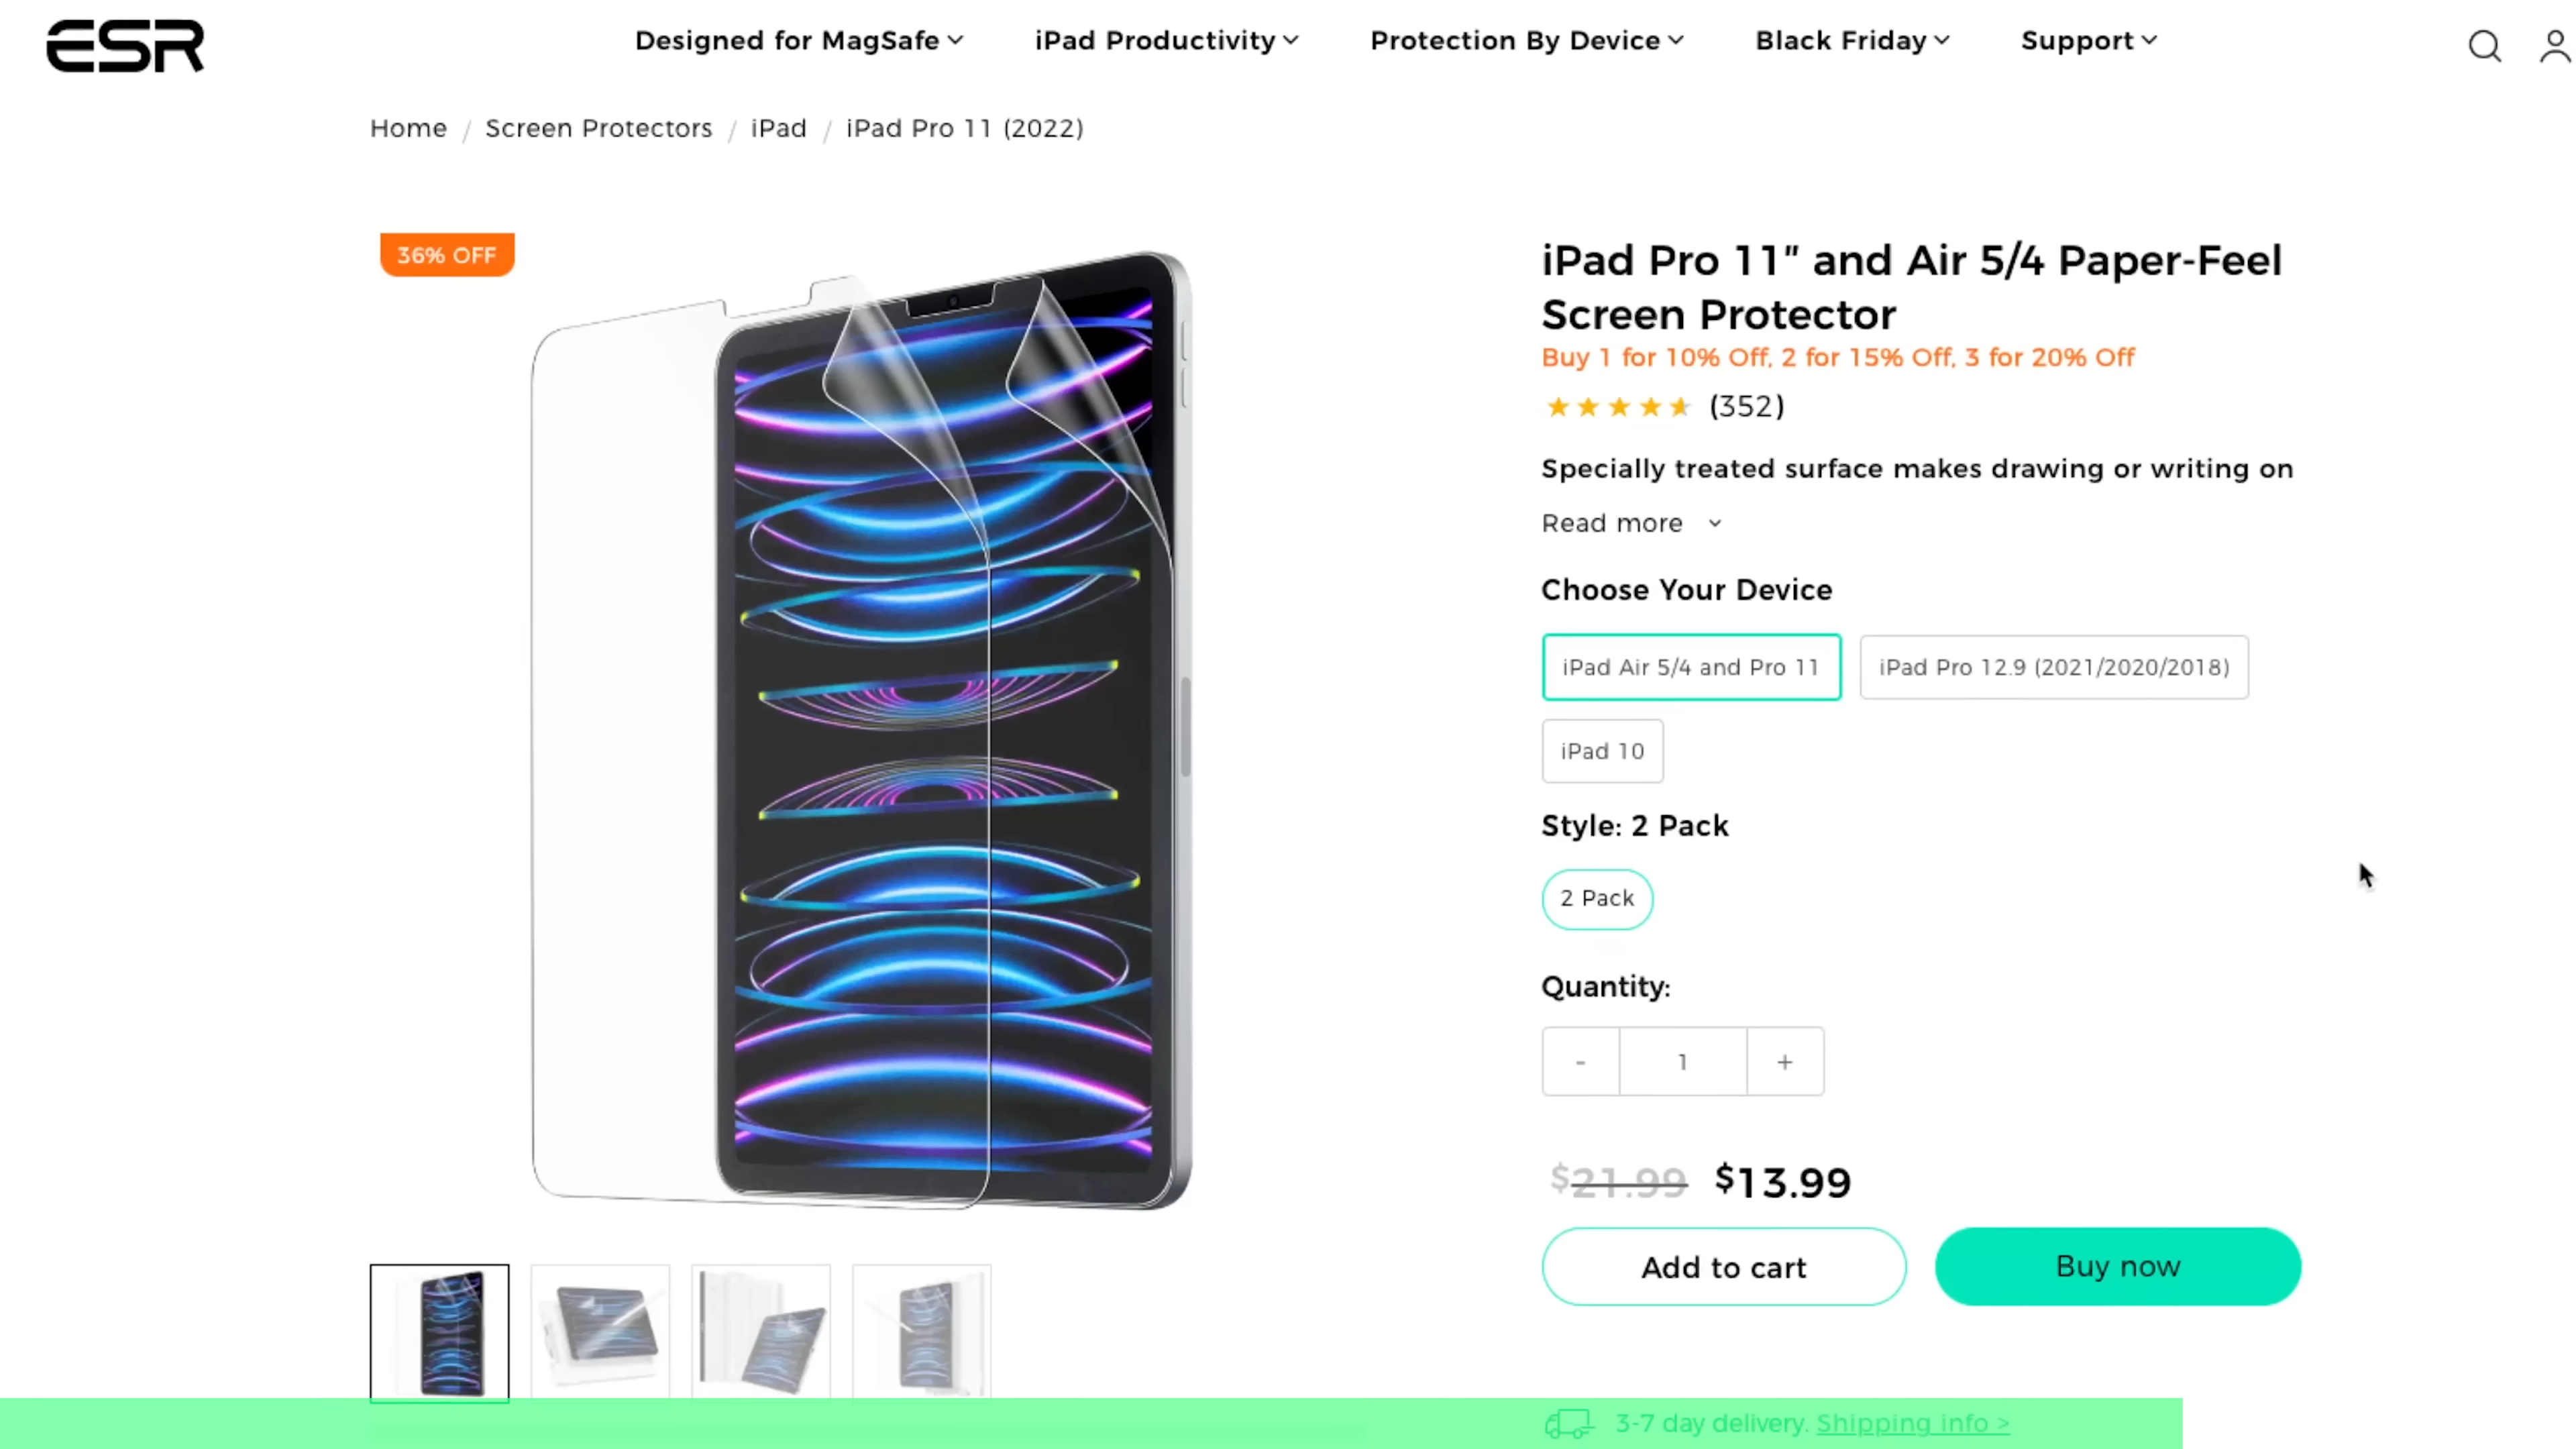 ESR
Designed for MagSafe
iPad Productivity
Protection By Device
Black Friday
Support
Home / Screen Protectors / iPad / iPad Pro 11 (2022)
36% OFF
iPad Pro 11" and Air 5/4 Paper-Feel
Screen Protector
Buy 1 for 10% Off, 2 for 15% Off, 3 for 20% Off
(352)
Specially treated surface makes drawing or writing on
Read more
Choose Your Device
iPad Air 5/4 and Pro 11
iPad Pro 12.9 (2021/2020/2018)
iPad 10
Style: 2 Pack
2 Pack
Quantity:
- 1 +
$21.99 $13.99
Add to cart
Buy now
3-7 day delivery. Shipping info >